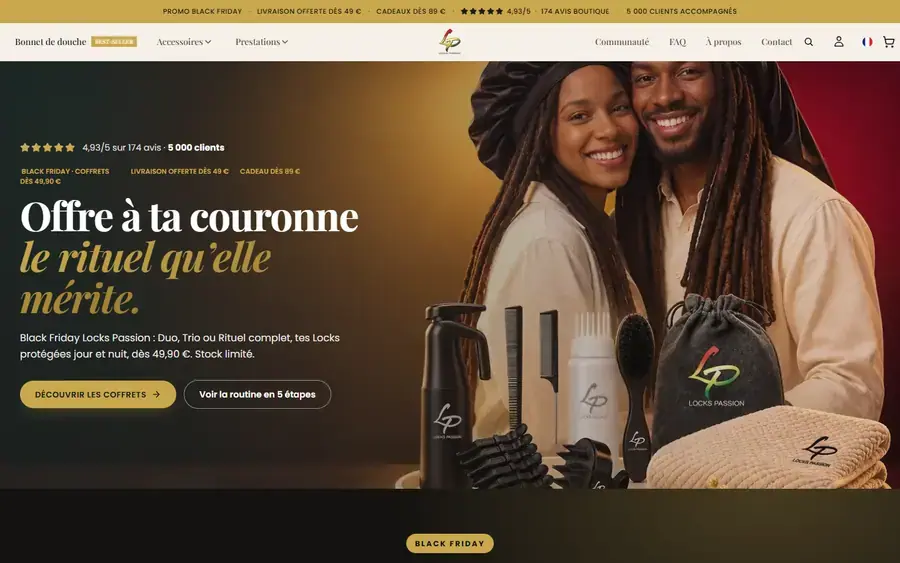 PROMO BLACK FRIDAY · LIVRAISON OFFERTE DÈS 49 € · CADEAUX DÈS 89 € · ★★★★★ 4,93/5 · 174 AVIS BOUTIQUE 5 000 CLIENTS ACCOMPAGNÉS
Bonnet de douche BEST-SELLER Accessoires Prestations LP Communauté FAQ À propos Contact
★★★★★ 4,93/5 sur 174 avis · 5 000 clients
BLACK FRIDAY · COFFRETS DÈS 49,90 € LIVRAISON OFFERTE DÈS 49 € CADEAU DÈS 89 €
Offre à ta couronne
le rituel qu'elle
mérite.
Black Friday Locks Passion : Duo, Trio ou Rituel complet, tes Locks
protégées jour et nuit, dès 49,90 €. Stock limité.
DÉCOUVRIR LES COFFRETS →
Voir la routine en 5 étapes
LP
LOCKS PASSION
LP
LP
LOCKS PASSION
LP
LOCKS PASSION
BLACK FRIDAY